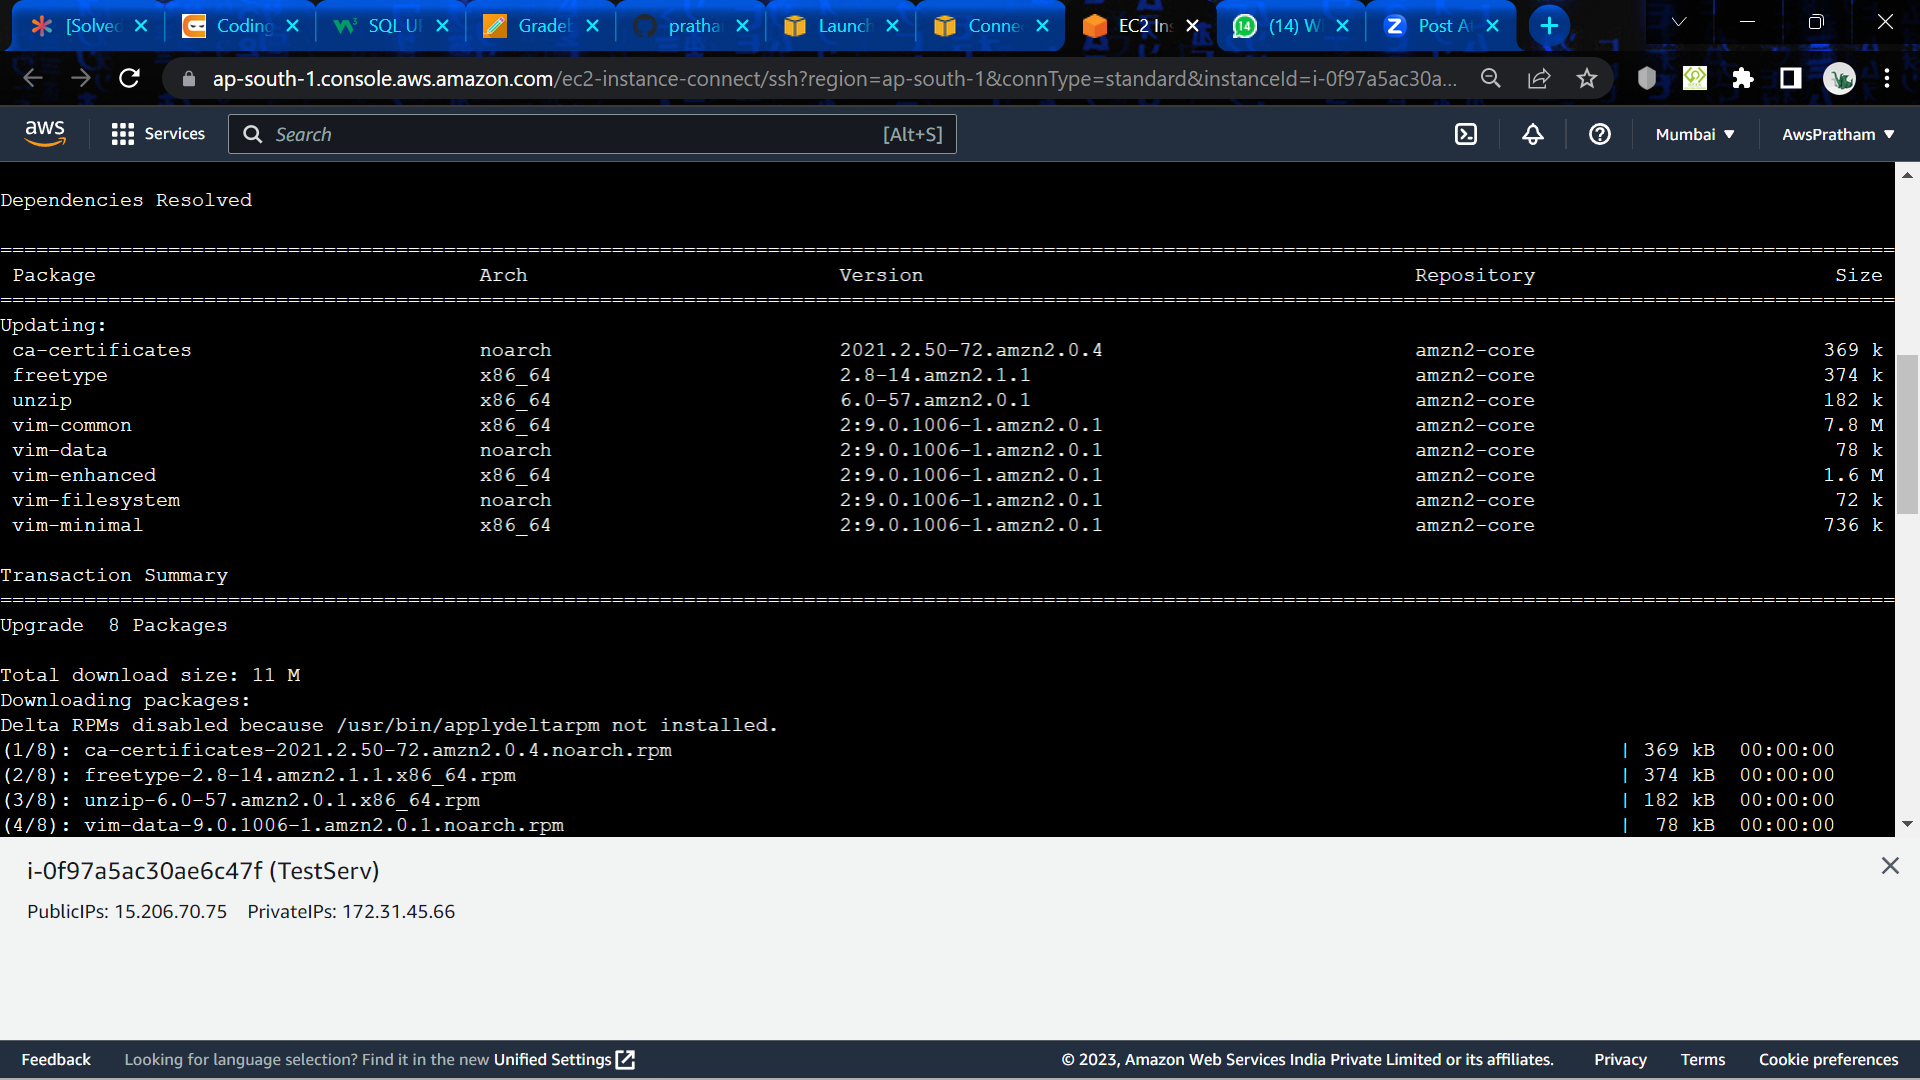 [Solved
Coding
SQL U
Grade
pratha
Launch
Conne
EC2 In
(14) W
Post A
ap-south-1.console.aws.amazon.com/ec2-instance-connect/ssh?region=ap-south-1&connType=standard&instanceId=i-0f97a5ac30a...
aws
Services
Search
[Alt+S]
Mumbai
AwsPratham
Dependencies Resolved
Package Arch Version Repository Size
Updating:
ca-certificates noarch 2021.2.50-72.amzn2.0.4 amzn2-core 369 k
freetype x86_64 2.8-14.amzn2.1.1 amzn2-core 374 k
unzip x86_64 6.0-57.amzn2.0.1 amzn2-core 182 k
vim-common x86_64 2:9.0.1006-1.amzn2.0.1 amzn2-core 7.8 M
vim-data noarch 2:9.0.1006-1.amzn2.0.1 amzn2-core 78 k
vim-enhanced x86_64 2:9.0.1006-1.amzn2.0.1 amzn2-core 1.6 M
vim-filesystem noarch 2:9.0.1006-1.amzn2.0.1 amzn2-core 72 k
vim-minimal x86_64 2:9.0.1006-1.amzn2.0.1 amzn2-core 736 k
Transaction Summary
Upgrade  8 Packages
Total download size: 11 M
Downloading packages:
Delta RPMs disabled because /usr/bin/applydeltarpm not installed.
(1/8): ca-certificates-2021.2.50-72.amzn2.0.4.noarch.rpm | 369 kB  00:00:00
(2/8): freetype-2.8-14.amzn2.1.1.x86_64.rpm | 374 kB  00:00:00
(3/8): unzip-6.0-57.amzn2.0.1.x86_64.rpm | 182 kB  00:00:00
(4/8): vim-data-9.0.1006-1.amzn2.0.1.noarch.rpm | 78 kB  00:00:00
i-0f97a5ac30ae6c47f (TestServ)
PublicIPs: 15.206.70.75 PrivateIPs: 172.31.45.66
Feedback Looking for language selection? Find it in the new Unified Settings © 2023, Amazon Web Services India Private Limited or its affiliates. Privacy Terms Cookie preferences